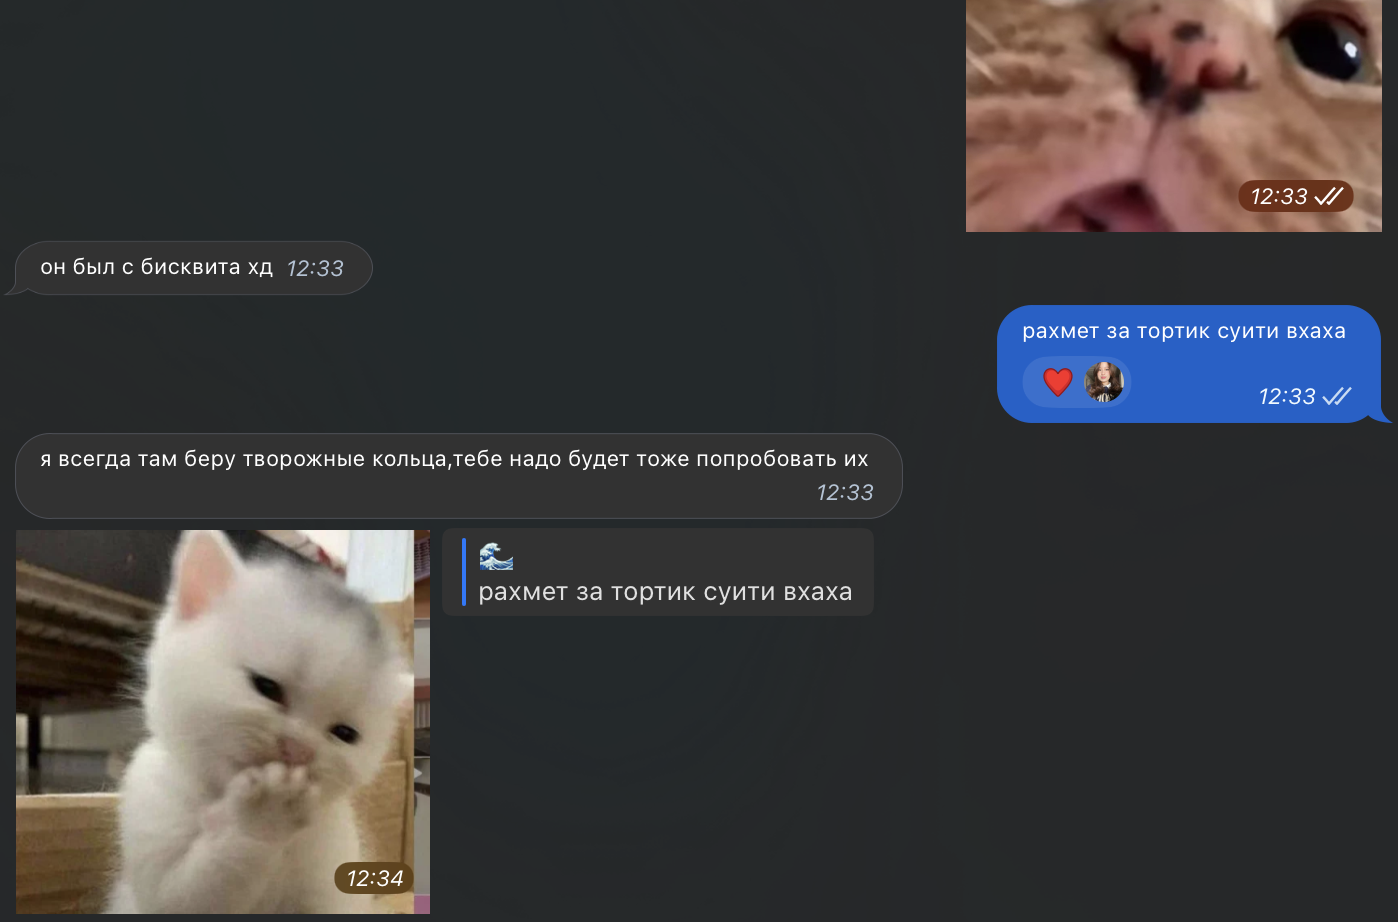 12:33
он был с бисквита хд 12:33
рахмет за тортик суити вхаха
12:33
я всегда там беру творожные кольца,тебе надо будет тоже попробовать их
12:33
рахмет за тортик суити вхаха
12:34